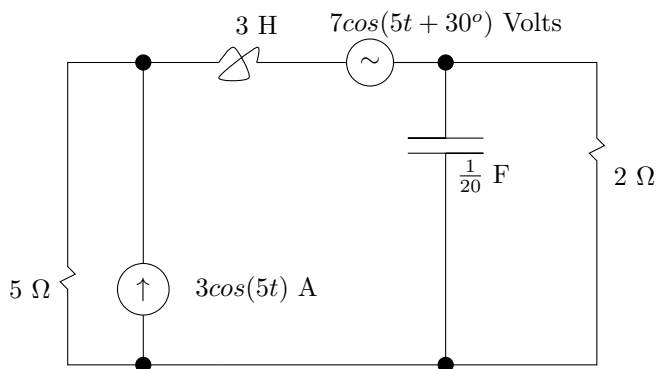 3 H
7cos(5t + 30°) Volts
1/20 F
2 Ω
5 Ω
↑
3cos(5t) A
~